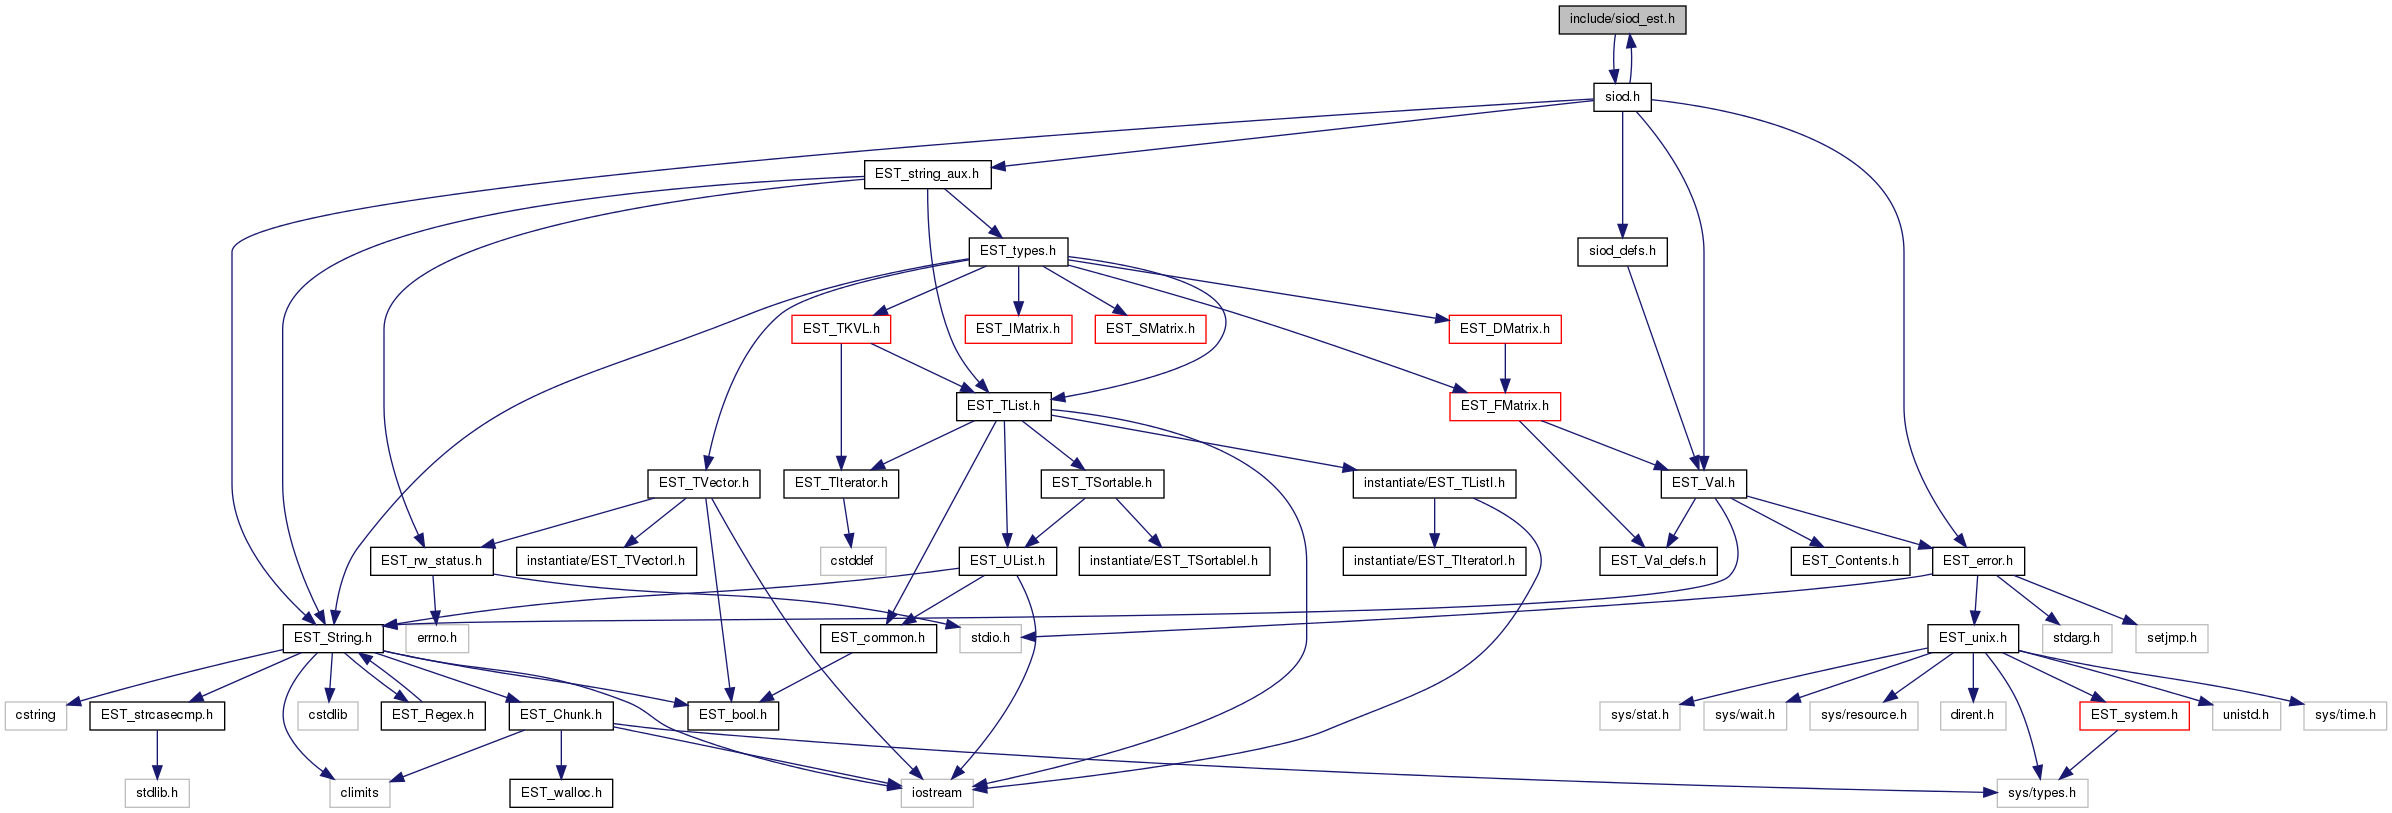 include/siod_est.h
siod.h
EST_string_aux.h
EST_types.h
siod_defs.h
EST_TKVL.h
EST_IMatrix.h
EST_SMatrix.h
EST_DMatrix.h
EST_TList.h
EST_FMatrix.h
EST_TVector.h
EST_TIterator.h
EST_TSortable.h
instantiate/EST_TListI.h
EST_Val.h
EST_rw_status.h
instantiate/EST_TVectorI.h
cstddef
EST_UList.h
instantiate/EST_TSortableI.h
instantiate/EST_TIteratorI.h
EST_Val_defs.h
EST_Contents.h
EST_error.h
EST_String.h
errno.h
EST_common.h
stdio.h
EST_unix.h
stdarg.h
setjmp.h
cstring
EST_strcasecmp.h
cstdlib
EST_Regex.h
EST_Chunk.h
EST_bool.h
sys/stat.h
sys/wait.h
sys/resource.h
dirent.h
EST_system.h
unistd.h
sys/time.h
stdlib.h
climits
EST_walloc.h
iostream
sys/types.h